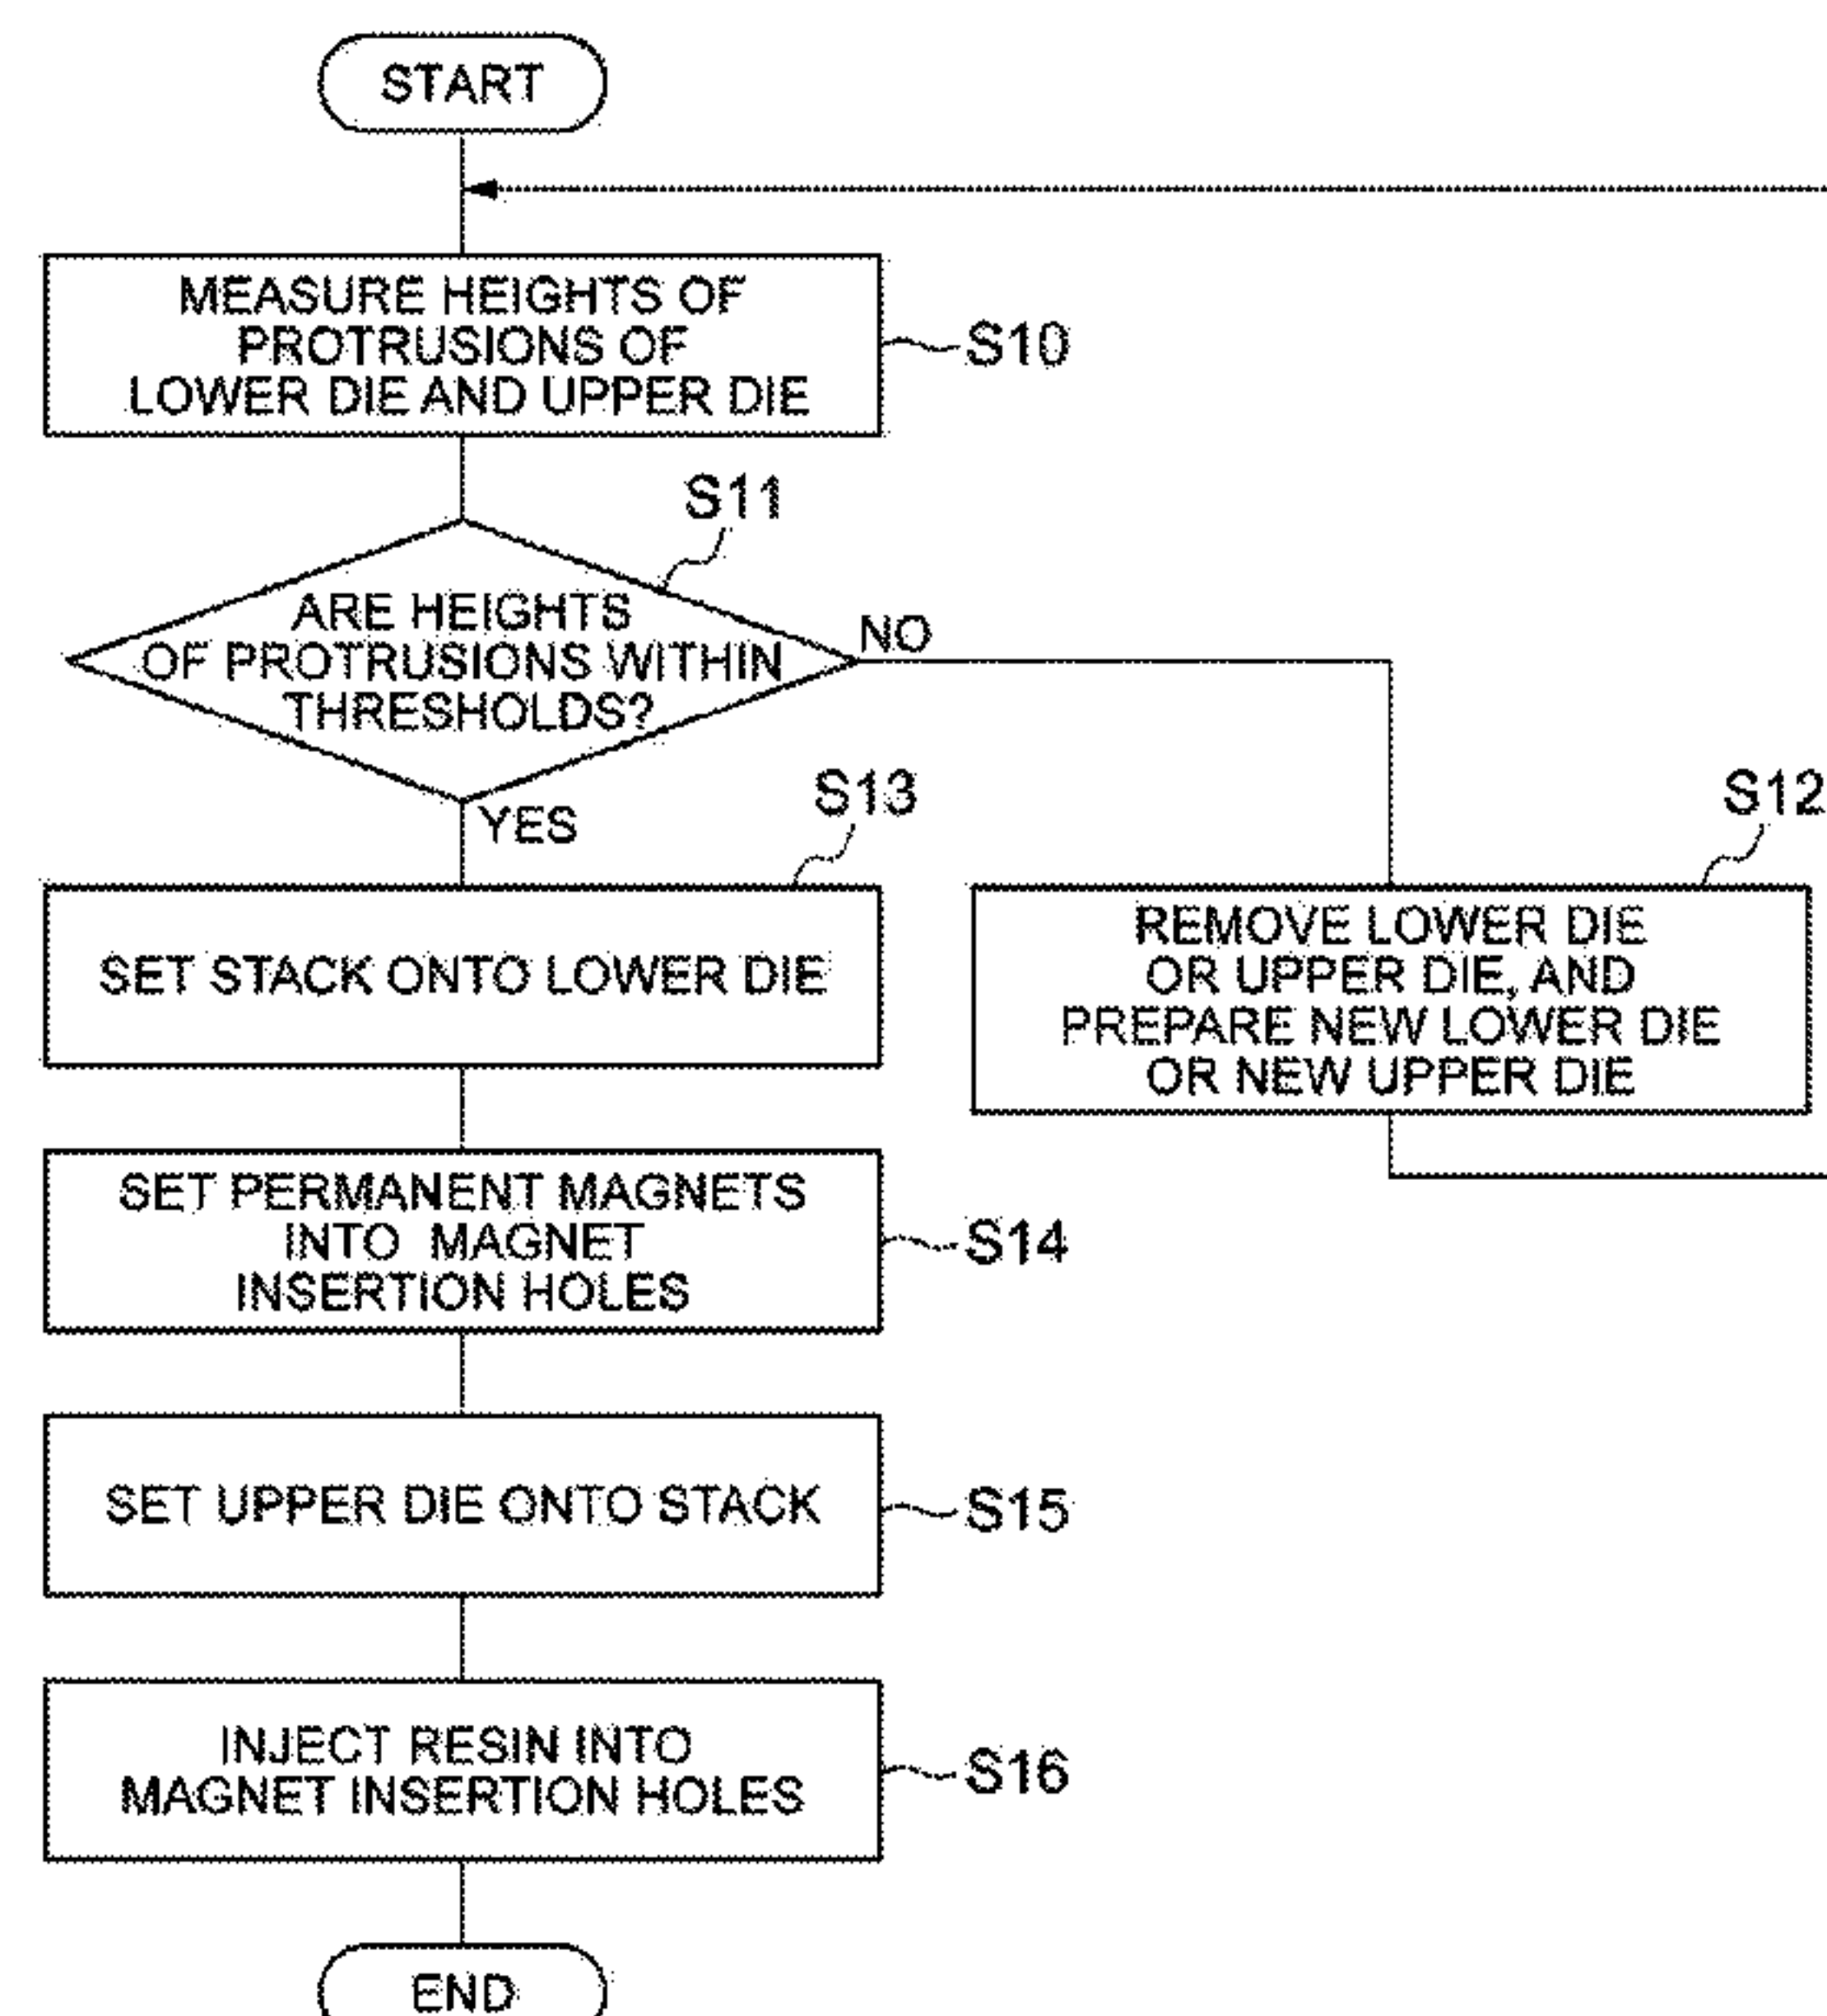 START
MEASURE HEIGHTS OF
PROTRUSIONS OF
LOWER DIE AND UPPER DIE
S10
S11
ARE HEIGHTS
OF PROTRUSIONS WITHIN
THRESHOLDS?
NO
YES
S13
S12
SET STACK ONTO LOWER DIE
REMOVE LOWER DIE
OR UPPER DIE, AND
PREPARE NEW LOWER DIE
OR NEW UPPER DIE
SET PERMANENT MAGNETS
INTO MAGNET
INSERTION HOLES
S14
SET UPPER DIE ONTO STACK
S15
INJECT RESIN INTO
MAGNET INSERTION HOLES
S16
END